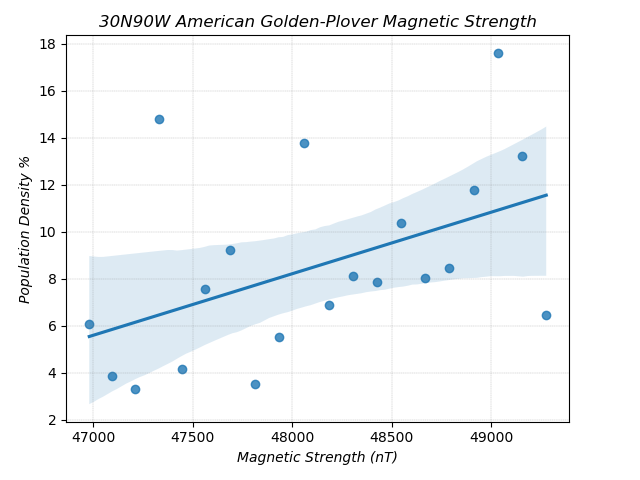 30N90W American Golden-Plover Magnetic Strength
18
16
14
12
10
8
6
4
2
Population Density %
47000 47500 48000 48500 49000
Magnetic Strength (nT)